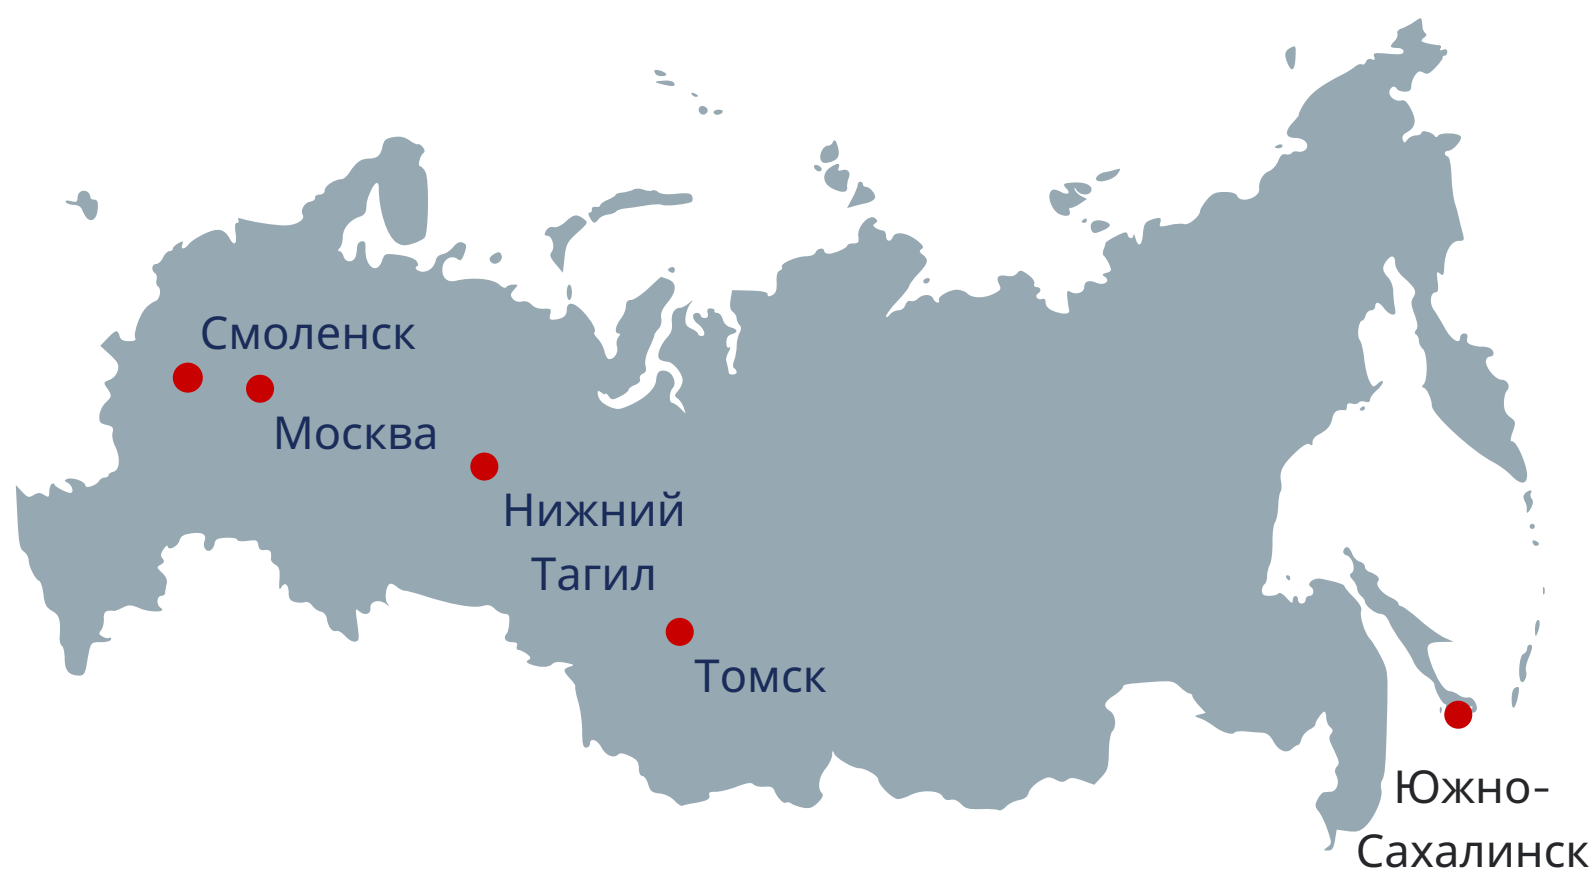 Смоленск
Москва
Нижний
Тагил
Томск
Южно-
Сахалинск